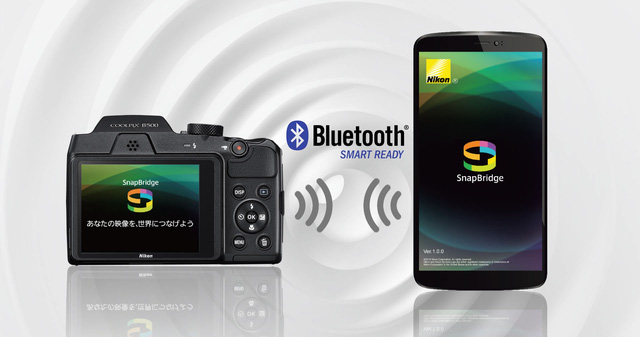 COOLPIX B500
SnapBridge
あなたの映像を、世界につなげよう
DISP
OK
MENU
Nikon
Bluetooth®
SMART READY
Nikon
SnapBridge
Ver.1.0.0